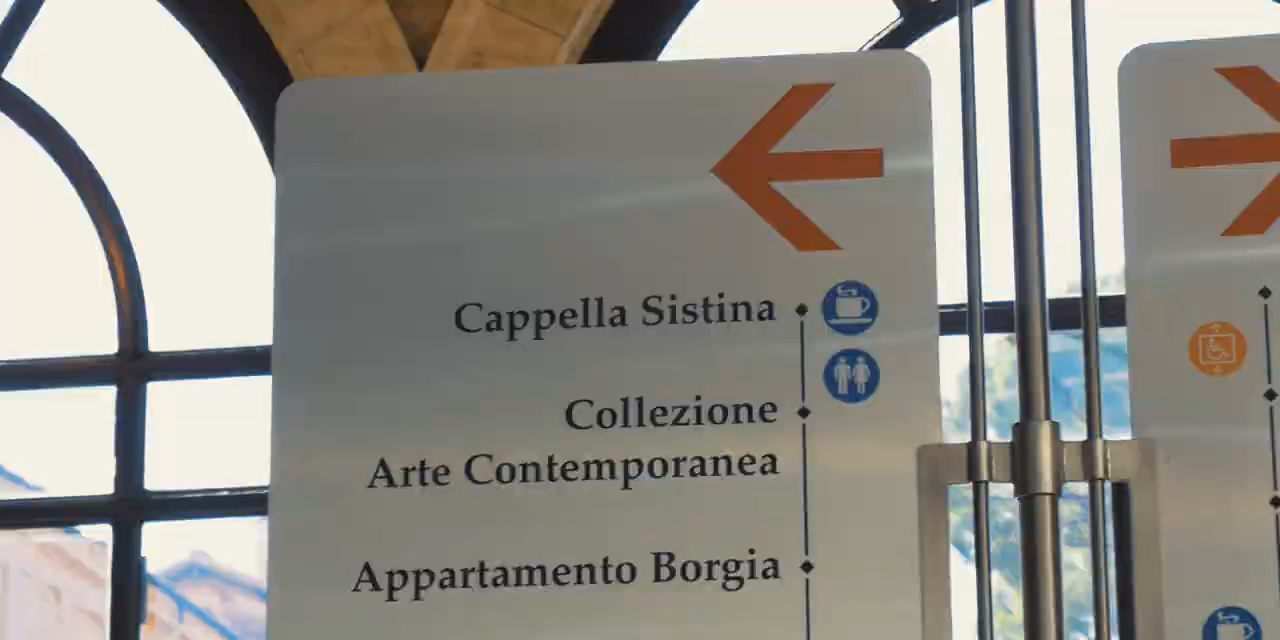 Cappella Sistina
Collezione
Arte Contemporanea
Appartamento Borgia